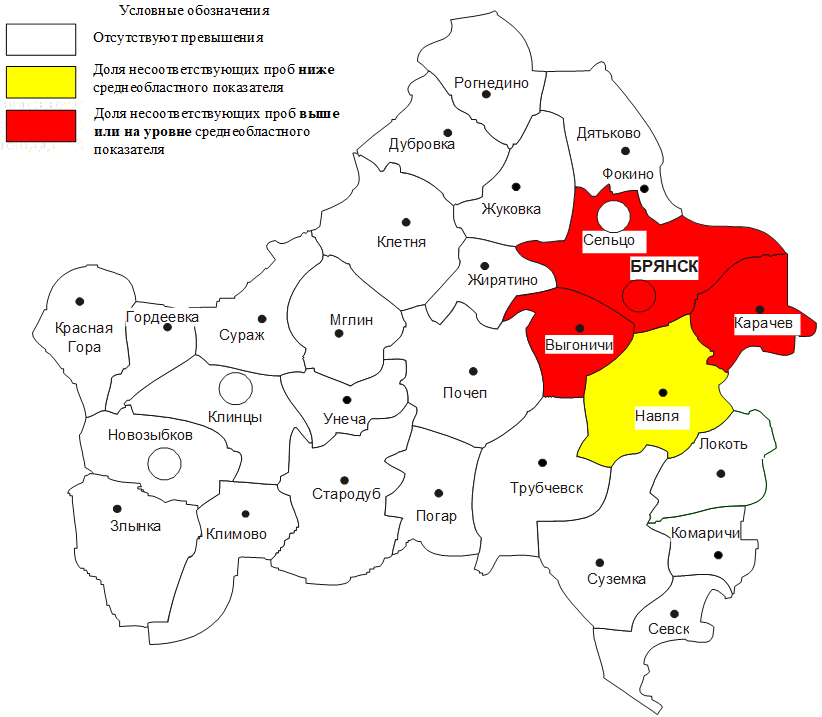 Условные обозначения
Отсутствуют превышения
Доля несоответствующих проб ниже
среднеобластного показателя
Доля несоответствующих проб выше
или на уровне среднеобластного
показателя
Рогнедино
Дятьково
Дубровка
Фокино
Жуковка
Клетня
Сельцо
БРЯНСК
Жирятино
Гордеевка
Мглин
Карачев
Красная
Гора
Сураж
Выгоничи
Почеп
Клинцы
Унеча
Навля
Новозыбков
Локоть
Стародуб
Трубчевск
Погар
Злынка
Климово
Комаричи
Суземка
Севск